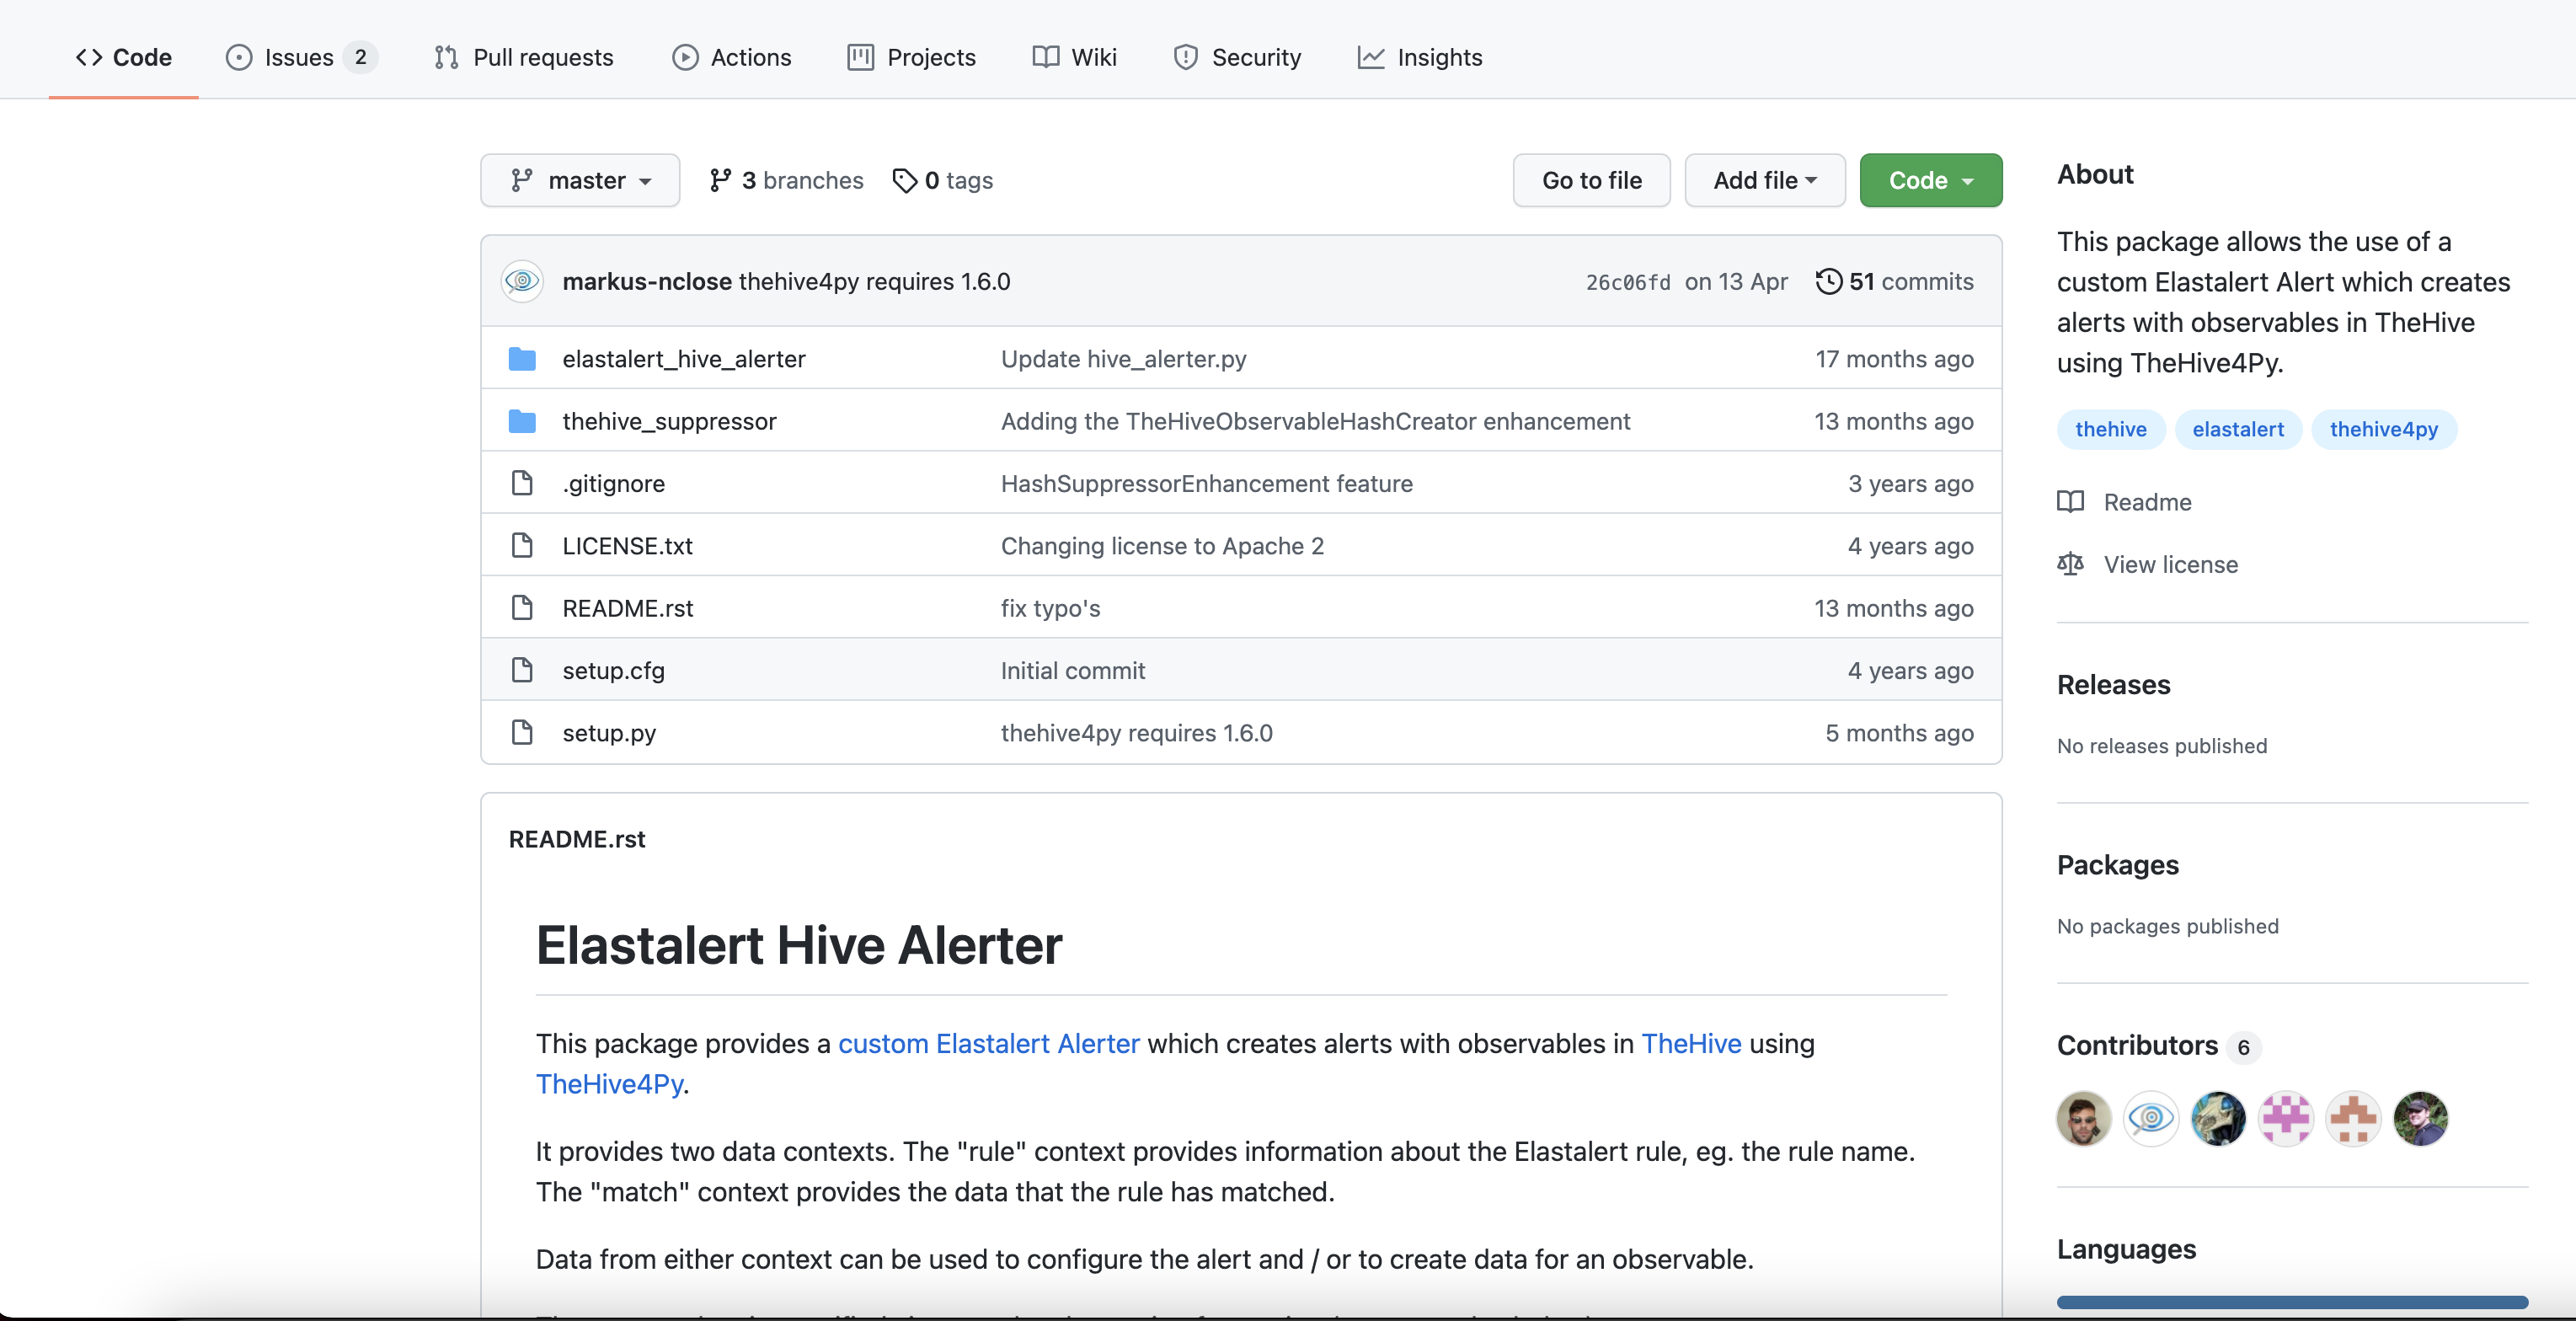 Code Issues 2 Pull requests Actions Projects Wiki Security Insights
master 3 branches 0 tags Go to file Add file Code
markus-nclose thehive4py requires 1.6.0 26c06fd on 13 Apr 51 commits
elastalert_hive_alerter Update hive_alerter.py 17 months ago
thehive_suppressor Adding the TheHiveObservableHashCreator enhancement 13 months ago
.gitignore HashSuppressorEnhancement feature 3 years ago
LICENSE.txt Changing license to Apache 2 4 years ago
README.rst fix typo's 13 months ago
setup.cfg Initial commit 4 years ago
setup.py thehive4py requires 1.6.0 5 months ago
README.rst
Elastalert Hive Alerter
This package provides a custom Elastalert Alerter which creates alerts with observables in TheHive using
TheHive4Py.
It provides two data contexts. The "rule" context provides information about the Elastalert rule, eg. the rule name.
The "match" context provides the data that the rule has matched.
Data from either context can be used to configure the alert and / or to create data for an observable.
About
This package allows the use of a
custom Elastalert Alert which creates
alerts with observables in TheHive
using TheHive4Py.
thehive elastalert thehive4py
Readme
View license
Releases
No releases published
Packages
No packages published
Contributors 6
Languages